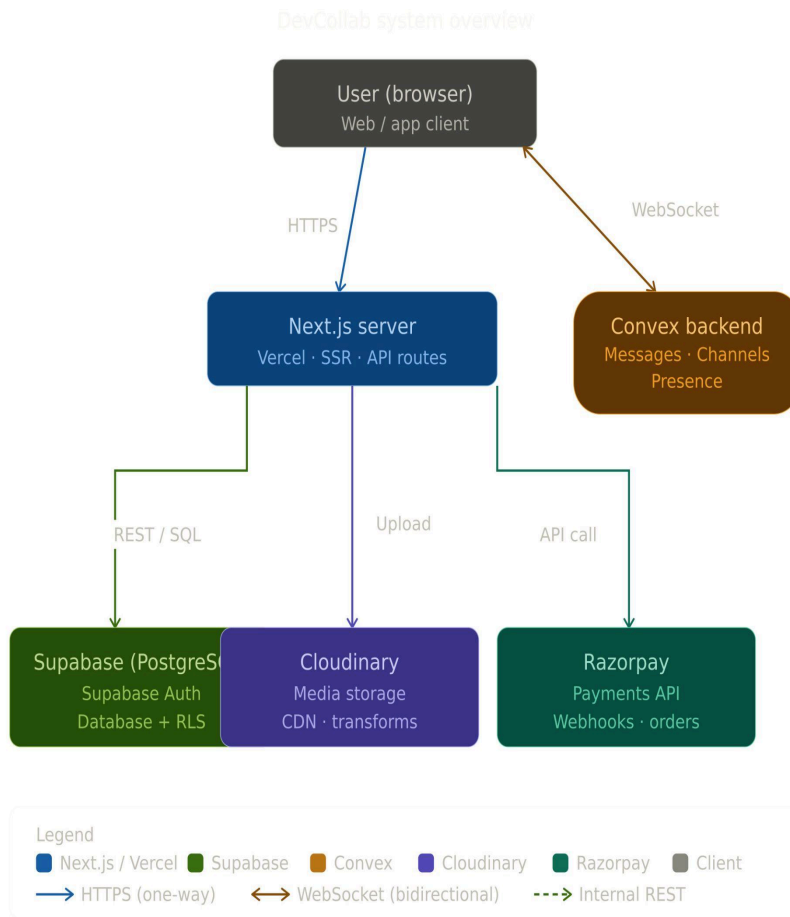 DevCollab system overview
User (browser)
Web / app client
HTTPS
WebSocket
Next.js server
Vercel · SSR · API routes
Convex backend
Messages · Channels
Presence
REST / SQL
Upload
API call
Supabase (PostgreS
Supabase Auth
Database + RLS
Cloudinary
Media storage
CDN · transforms
Razorpay
Payments API
Webhooks · orders
Legend
Next.js / Vercel
Supabase
Convex
Cloudinary
Razorpay
Client
HTTPS (one-way)
WebSocket (bidirectional)
Internal REST